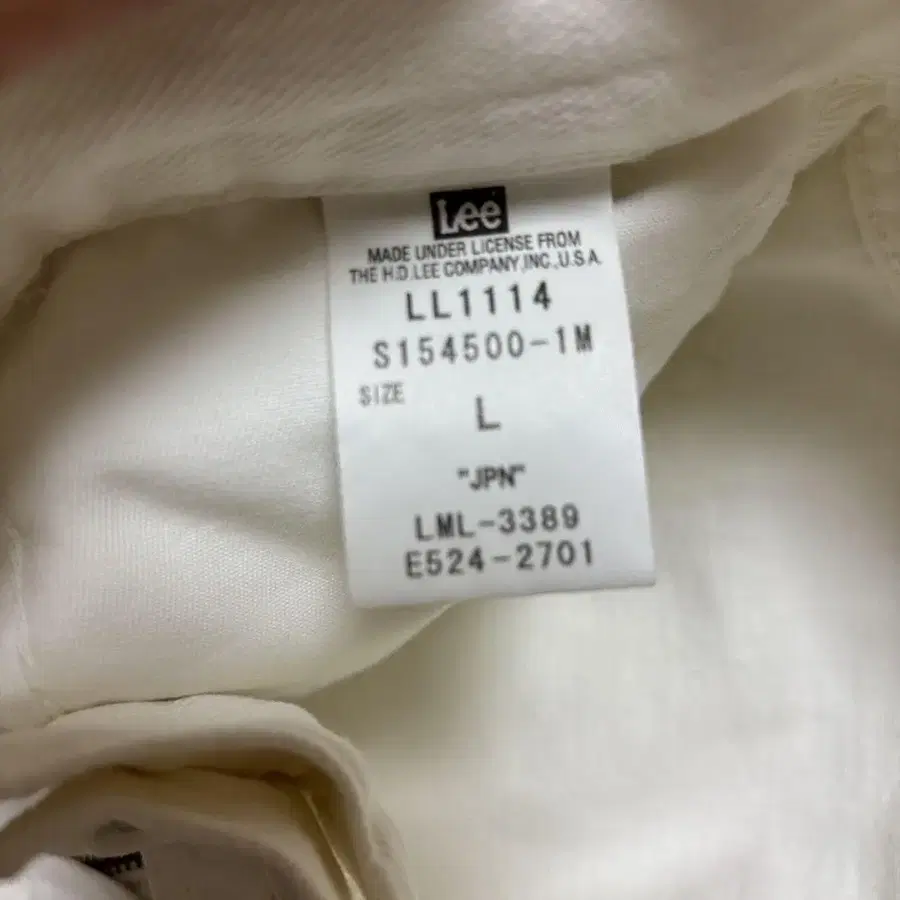 Lee
MADE UNDER LICENSE FROM
THE H.D.LEE COMPANY,INC.,U.S.A.
LL1114
S154500-1M
SIZE
L
"JPN"
LML-3389
E524-2701